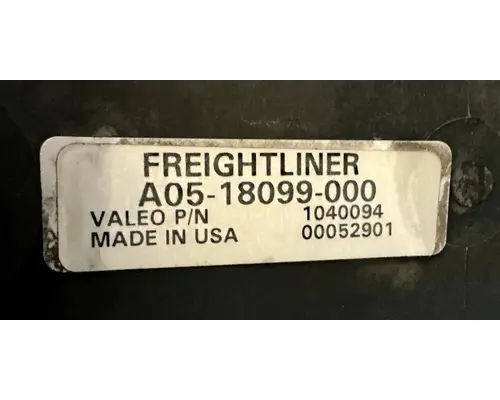 FREIGHTLINER
A05-18099-000
VALEO P/N 1040094
MADE IN USA 00052901